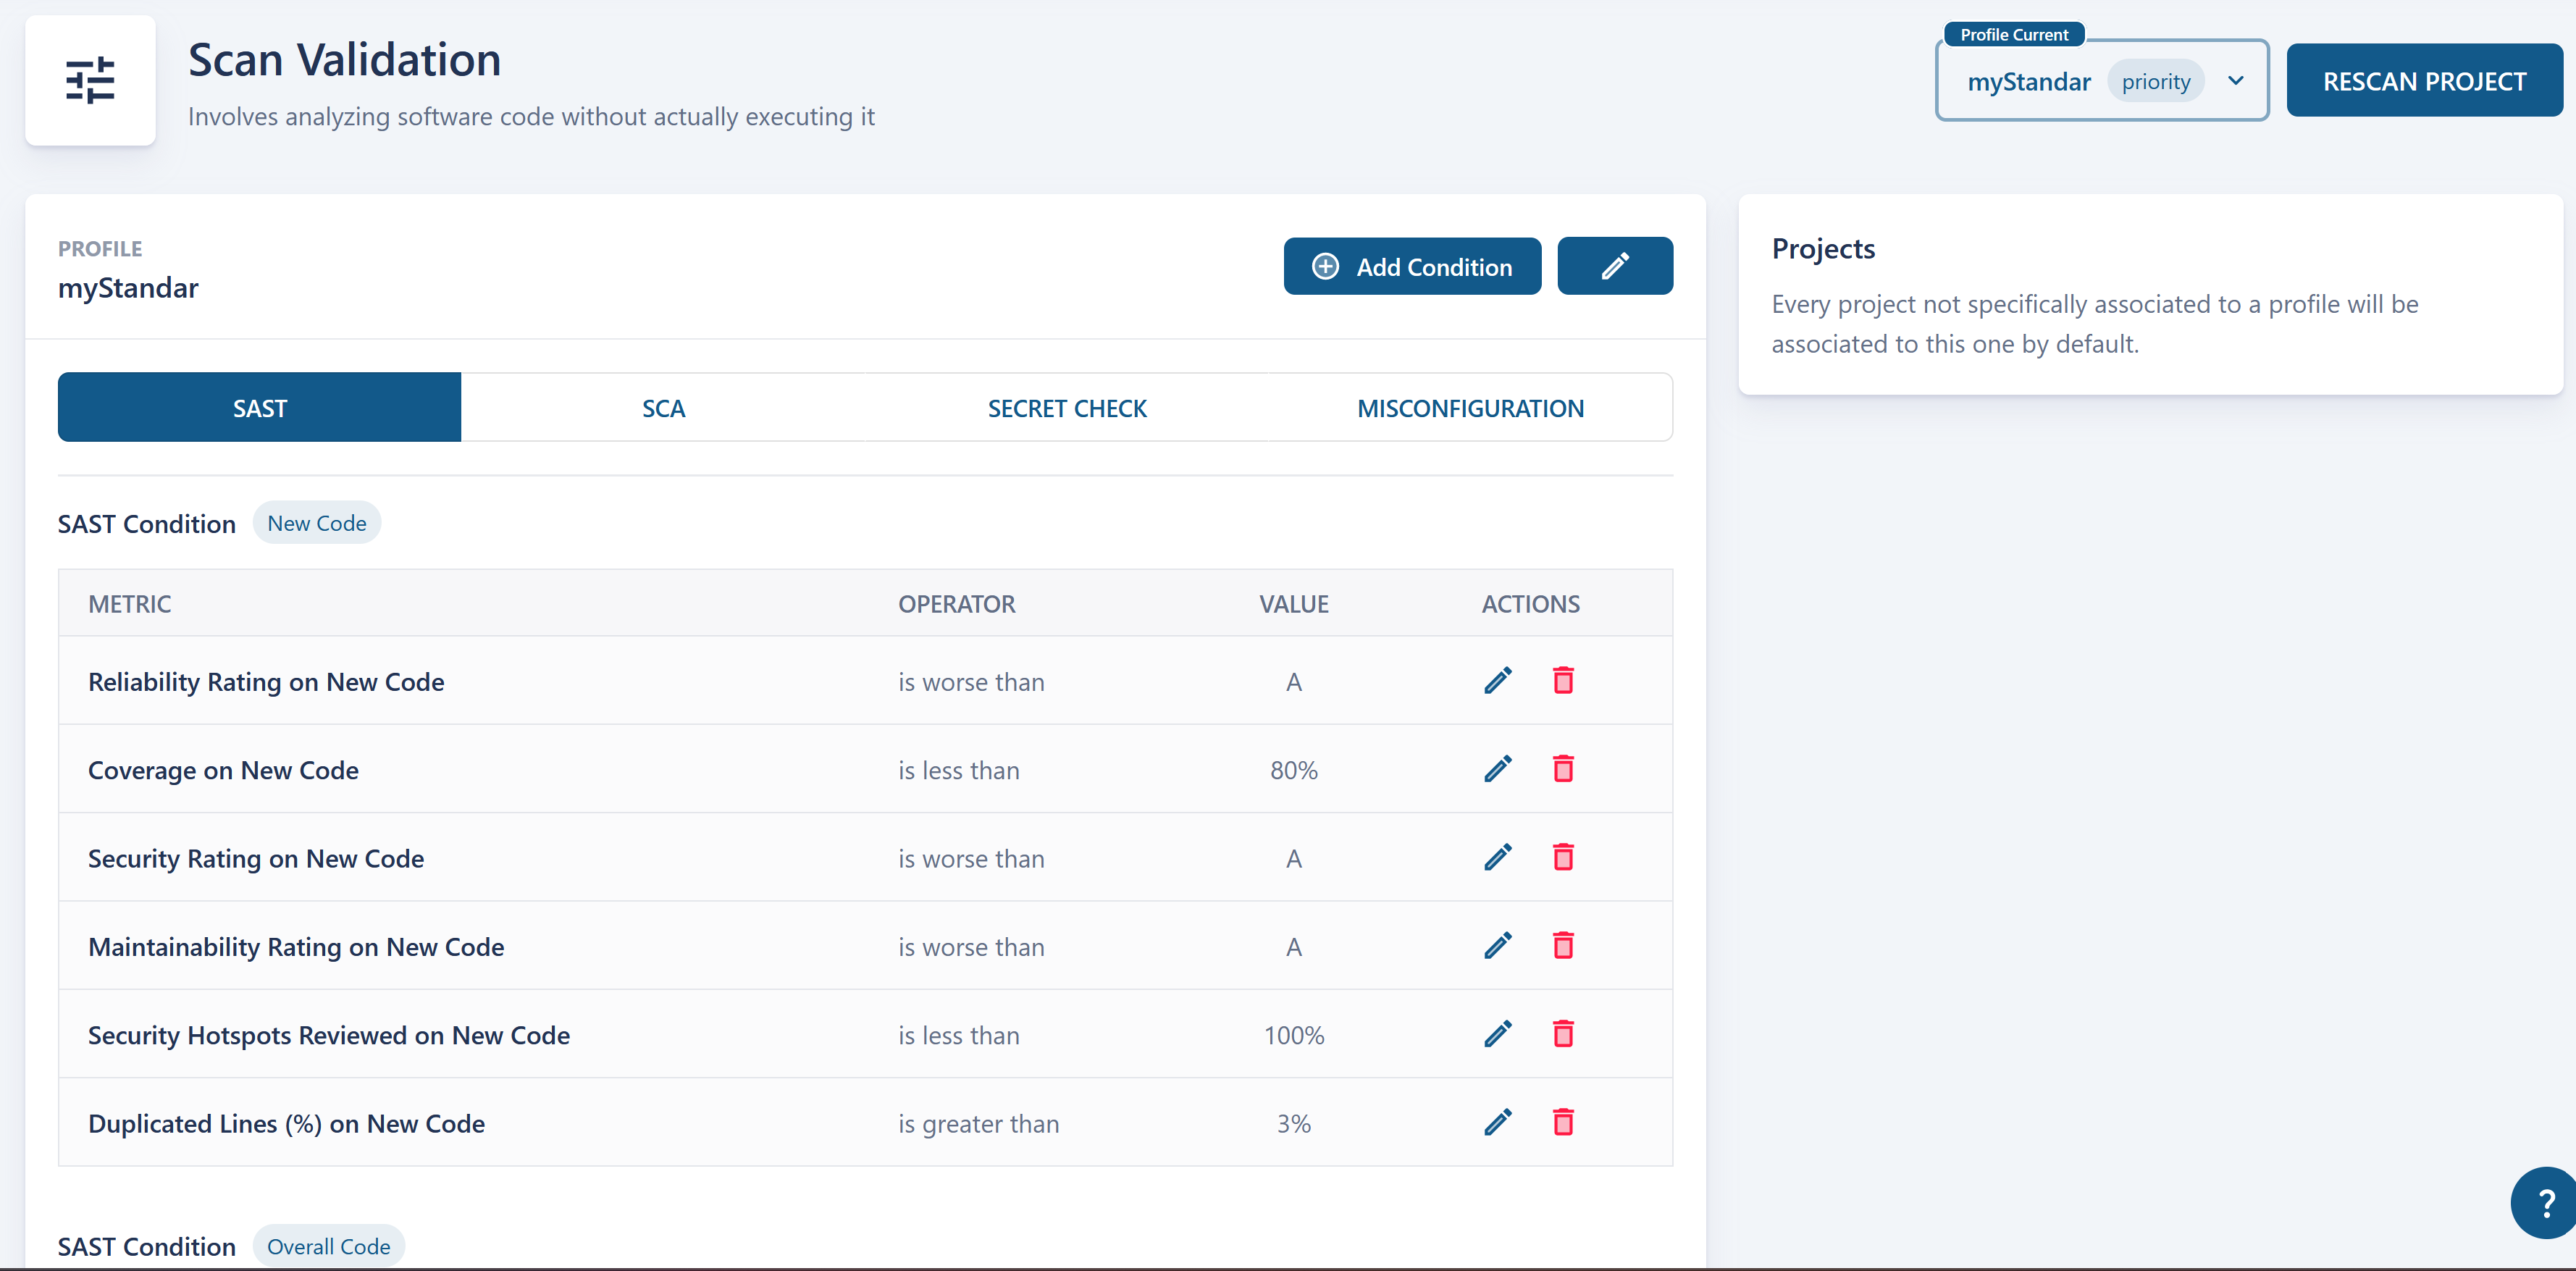 Scan Validation
Involves analyzing software code without actually executing it
Profile Current
myStandar priority
RESCAN PROJECT
PROFILE
myStandar
Add Condition
SAST SCA SECRET CHECK MISCONFIGURATION
SAST Condition New Code
METRIC OPERATOR VALUE ACTIONS
Reliability Rating on New Code is worse than A
Coverage on New Code is less than 80%
Security Rating on New Code is worse than A
Maintainability Rating on New Code is worse than A
Security Hotspots Reviewed on New Code is less than 100%
Duplicated Lines (%) on New Code is greater than 3%
SAST Condition Overall Code
Projects
Every project not specifically associated to a profile will be
associated to this one by default.
?